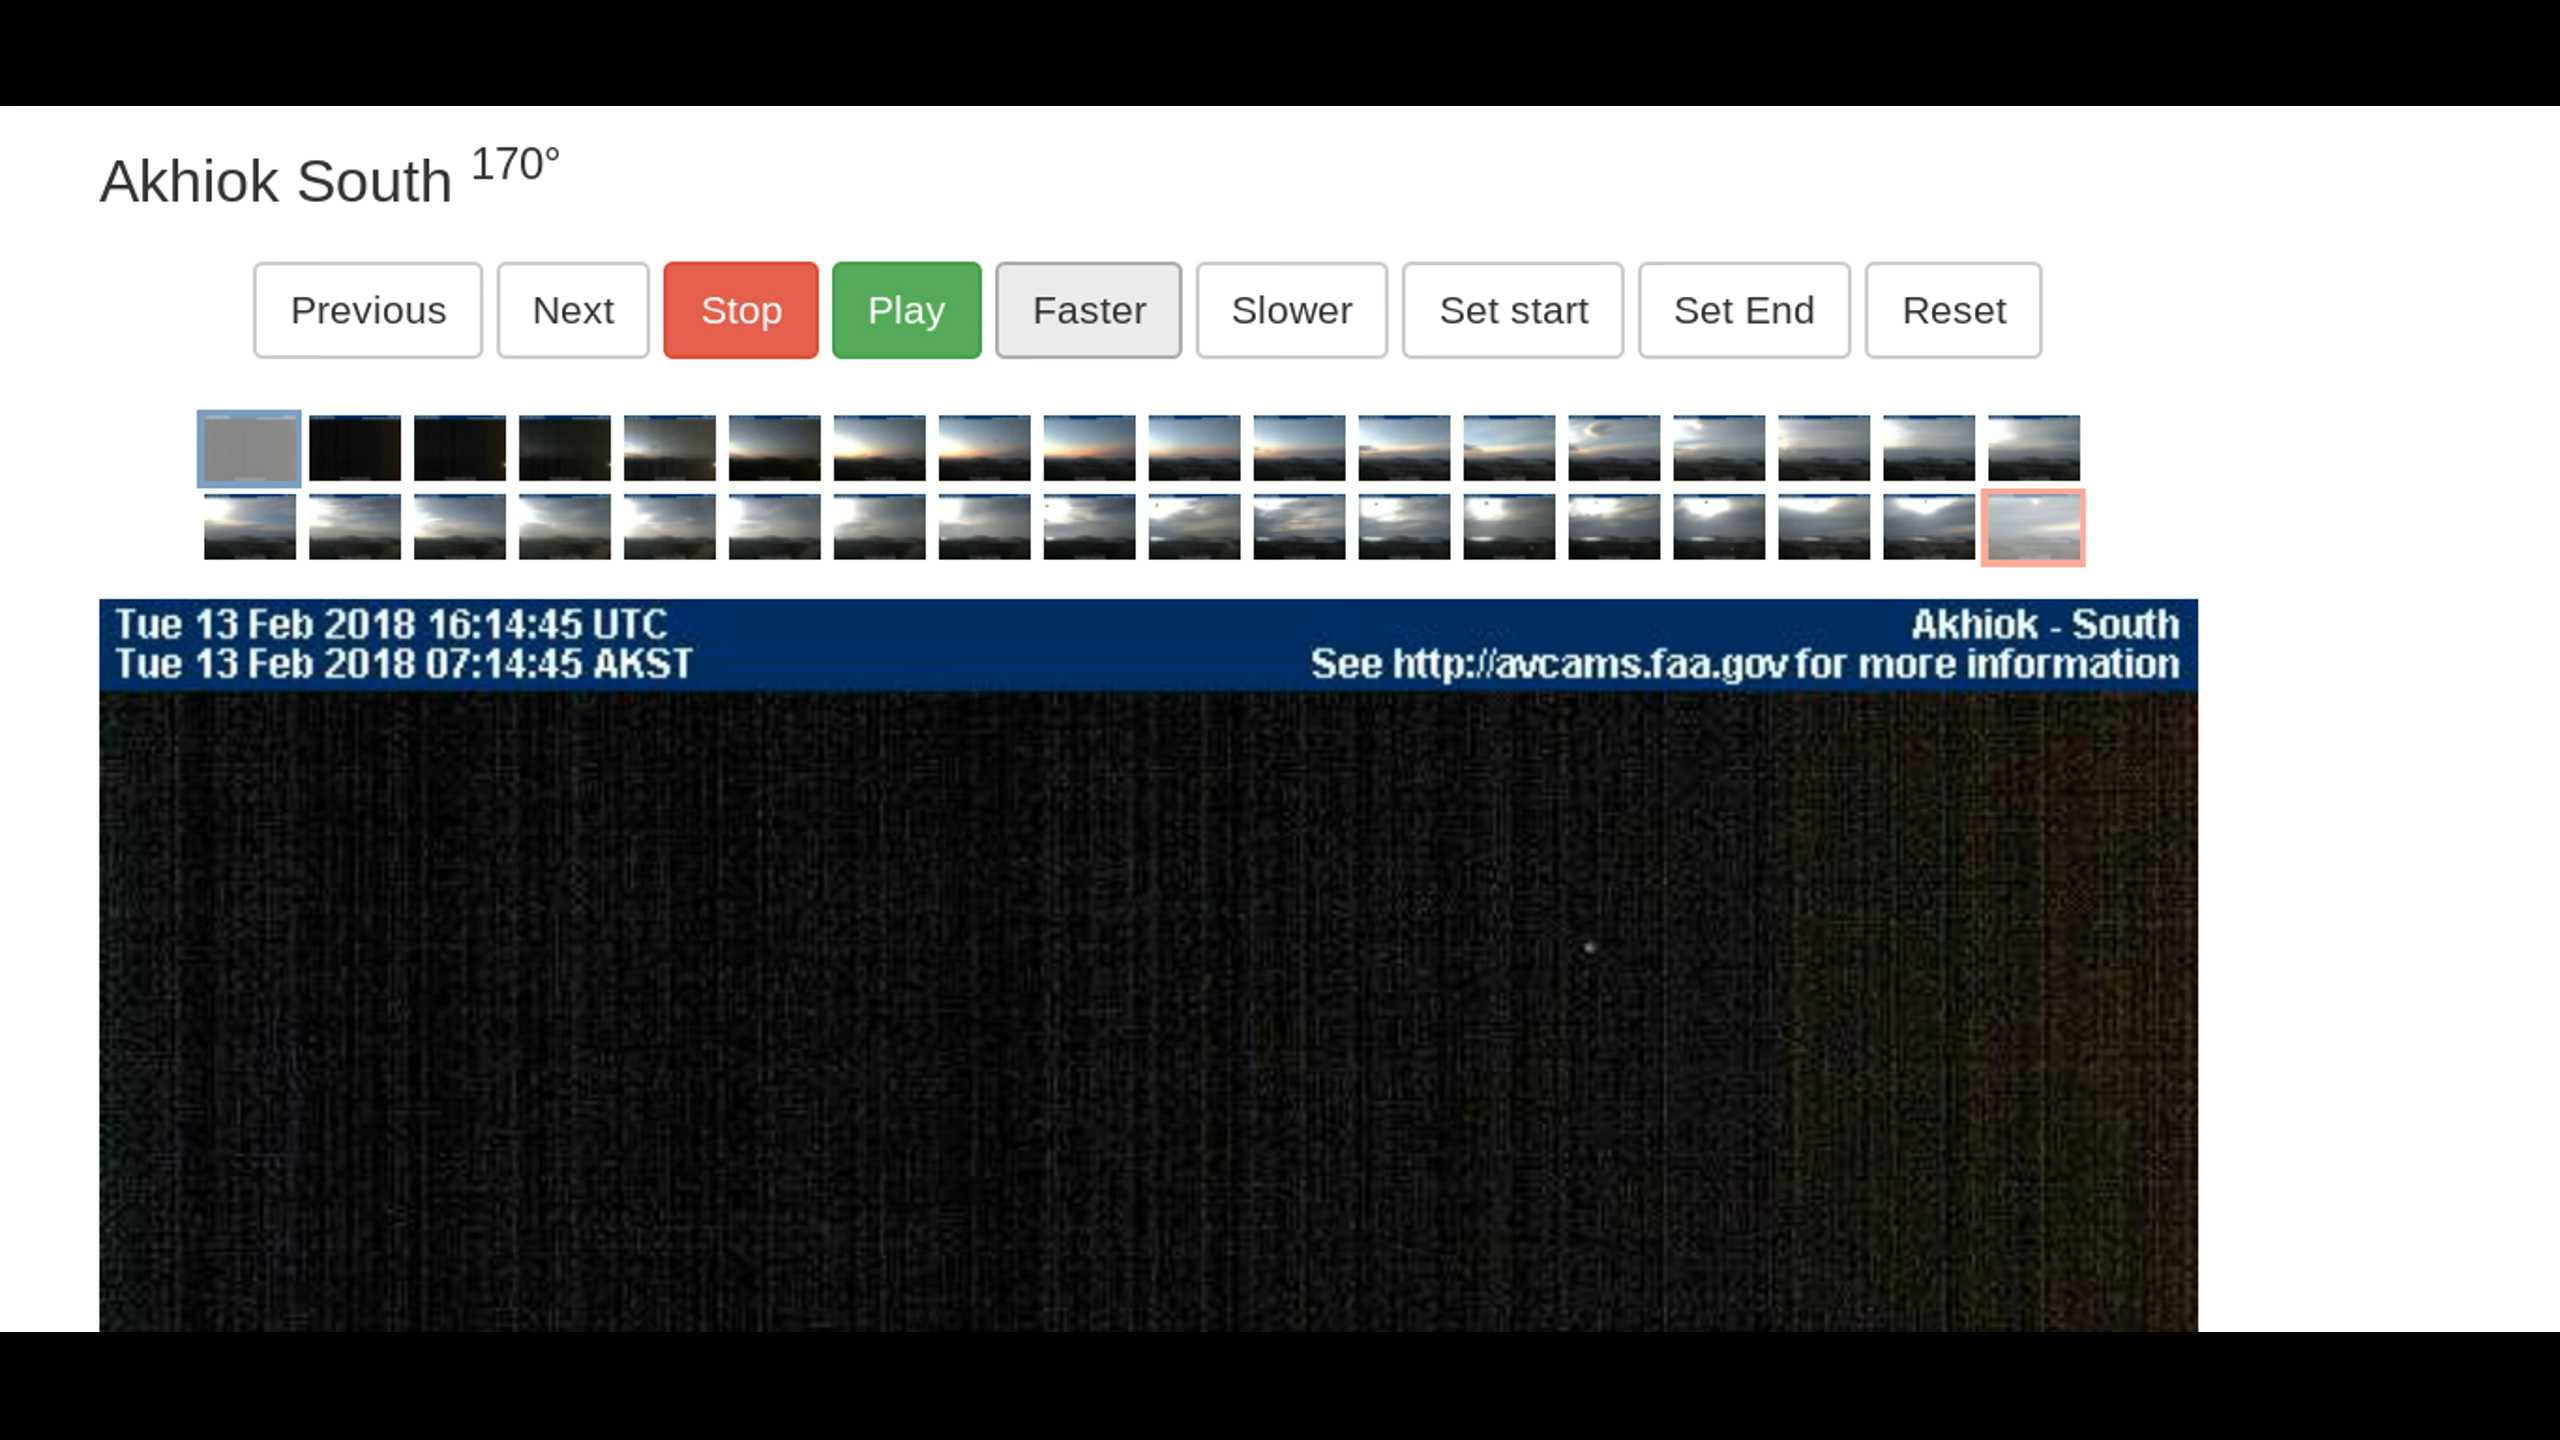 Akhiok South 170°
Previous Next Stop Play Faster Slower Set start Set End Reset
Tue 13 Feb 2018 16:14:45 UTC Akhiok - South
Tue 13 Feb 2018 07:14:45 AKST See http://avcams.faa.gov for more information